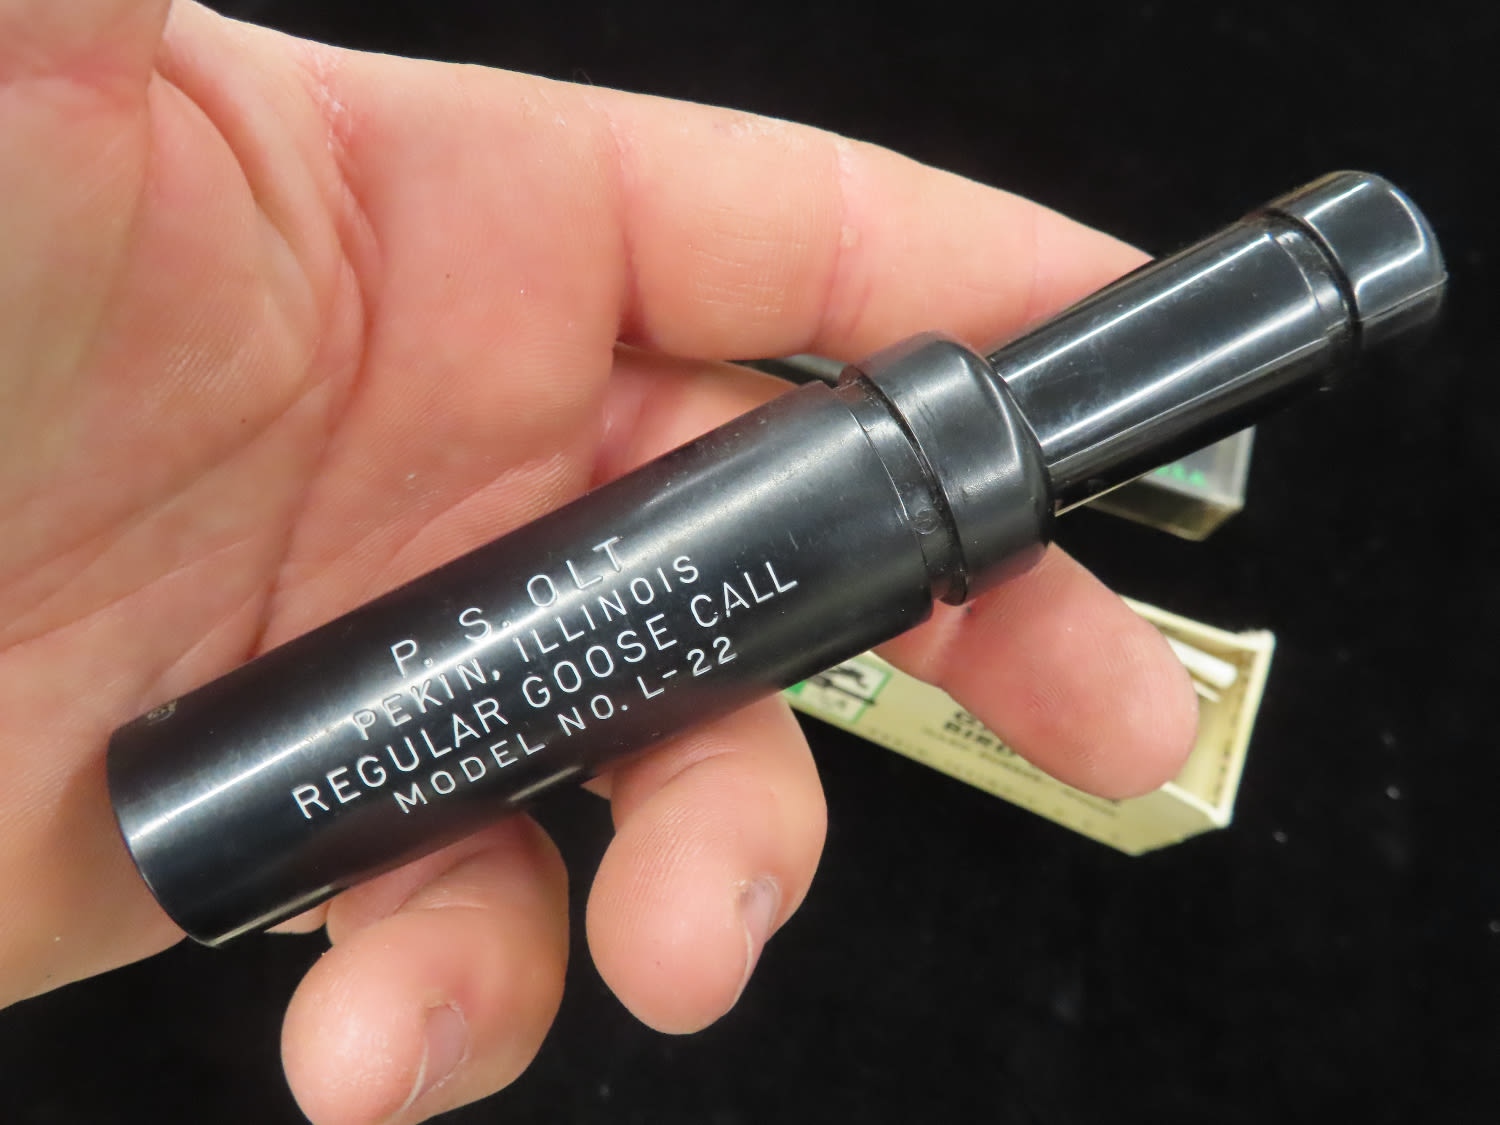 P. S. OLT
PEKIN, ILLINOIS
REGULAR GOOSE CALL
MODEL NO. L-22